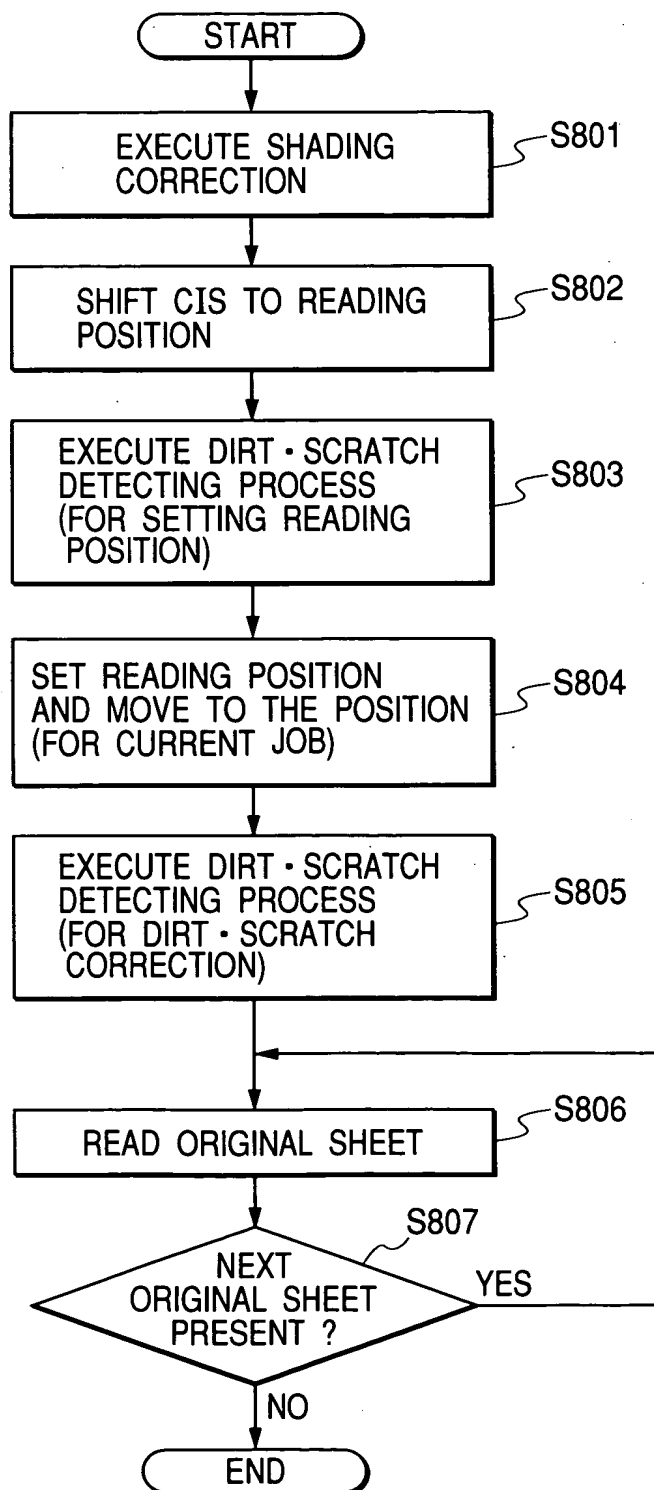 START
EXECUTE SHADING
CORRECTION
S801
SHIFT CIS TO READING
POSITION
S802
EXECUTE DIRT・SCRATCH
DETECTING PROCESS
(FOR SETTING READING
POSITION)
S803
SET READING POSITION
AND MOVE TO THE POSITION
(FOR CURRENT JOB)
S804
EXECUTE DIRT・SCRATCH
DETECTING PROCESS
(FOR DIRT・SCRATCH
CORRECTION)
S805
READ ORIGINAL SHEET
S806
S807
NEXT
ORIGINAL SHEET
PRESENT ?
YES
NO
END